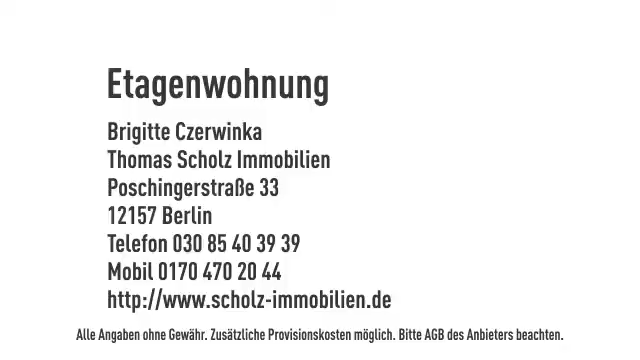 Etagenwohnung
Brigitte Czerwinka
Thomas Scholz Immobilien
Poschingerstraße 33
12157 Berlin
Telefon 030 85 40 39 39
Mobil 0170 470 20 44
http://www.scholz-immobilien.de
Alle Angaben ohne Gewähr. Zusätzliche Provisionskosten möglich. Bitte AGB des Anbieters beachten.